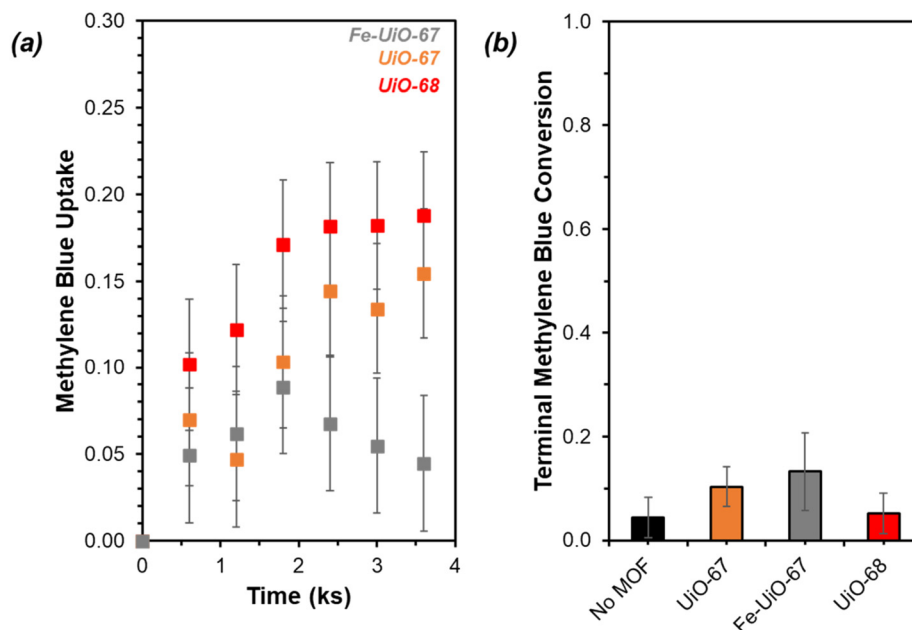 (a)
Methylene Blue Uptake
0.30
0.25
0.20
0.15
0.10
0.05
0.00
Fe-UiO-67
UiO-67
UiO-68
0
1
2
3
4
Time (ks)
(b)
Terminal Methylene Blue Conversion
1.0
0.8
0.6
0.4
0.2
0.0
No MOF
UiO-67
Fe-UiO-67
UiO-68